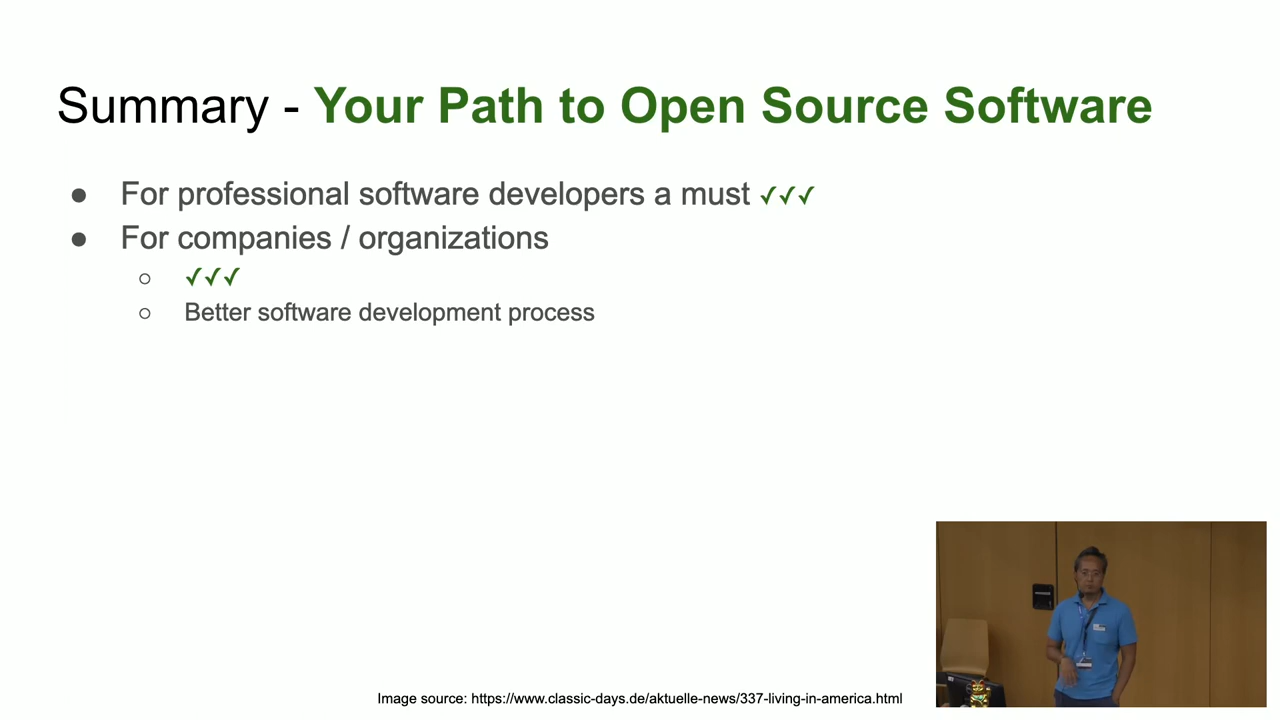 Summary - Your Path to Open Source Software
● For professional software developers a must ✓✓✓
● For companies / organizations
○ ✓✓✓
○ Better software development process
Image source: https://www.classic-days.de/aktuelle-news/337-living-in-america.html